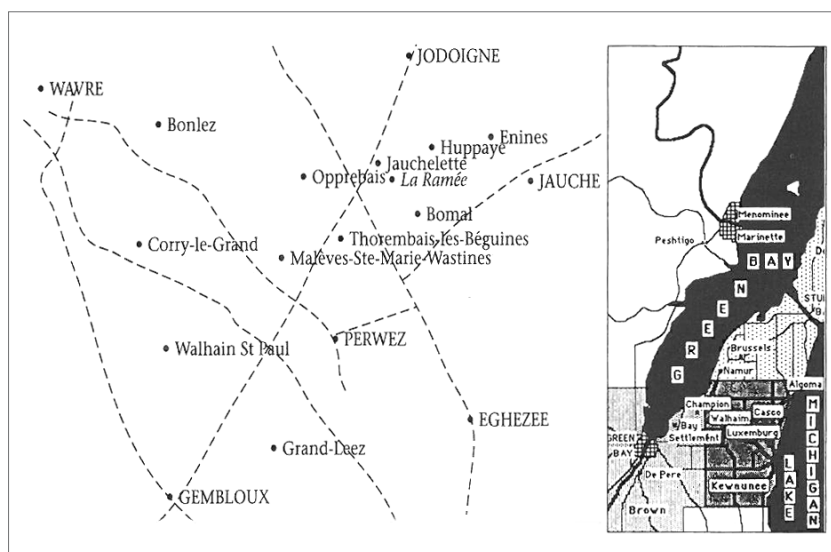 JODOIGNE
WAVRE
Bonlez
Enines
Huppaye
Jauchelette
Opprebais
La Ramée
JAUCHE
Bomal
Corry-le-Grand
Thorembais-les-Béguines
Malèves-Ste-Marie-Wastines
PERWEZ
Walhain St Paul
EGHEZEE
Grand-Leez
GEMBLOUX
Menominee
Marinette
Peshtigo
GREEN BAY
Brussels
Namur
Algoma
Champion
Casco
Walhaim
Bay
Settlement
Luxemburg
GREEN
BAY
De Pere
Kewaunee
Brown
LAKE
MICHIGAN